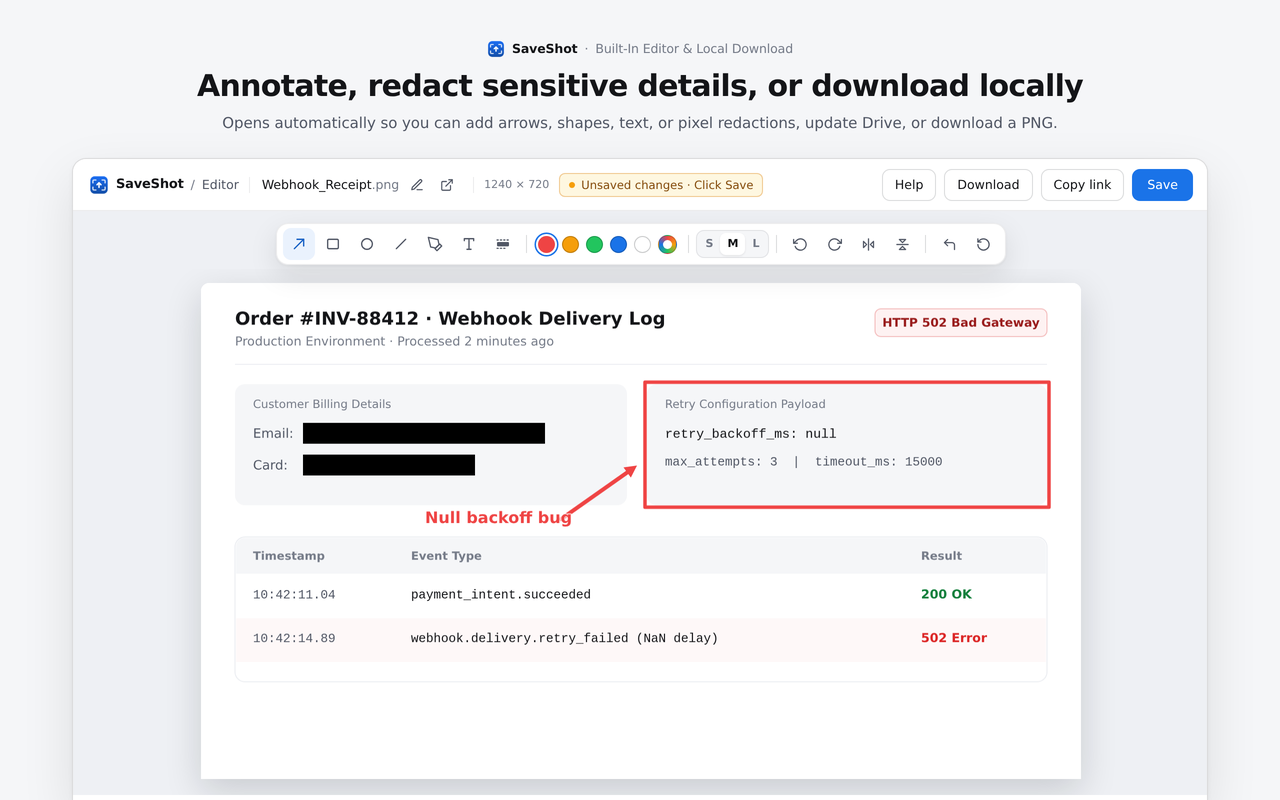 SaveShot · Built-In Editor & Local Download
Annotate, redact sensitive details, or download locally
Opens automatically so you can add arrows, shapes, text, or pixel redactions, update Drive, or download a PNG.
SaveShot / Editor Webhook_Receipt.png 1240 × 720 Unsaved changes · Click Save Help Download Copy link Save
T S M L
Order #INV-88412 · Webhook Delivery Log
HTTP 502 Bad Gateway
Production Environment · Processed 2 minutes ago
Customer Billing Details
Email:
Card:
Retry Configuration Payload
retry_backoff_ms: null
max_attempts: 3 | timeout_ms: 15000
Null backoff bug
Timestamp Event Type Result
10:42:11.04 payment_intent.succeeded 200 OK
10:42:14.89 webhook.delivery.retry_failed (NaN delay) 502 Error